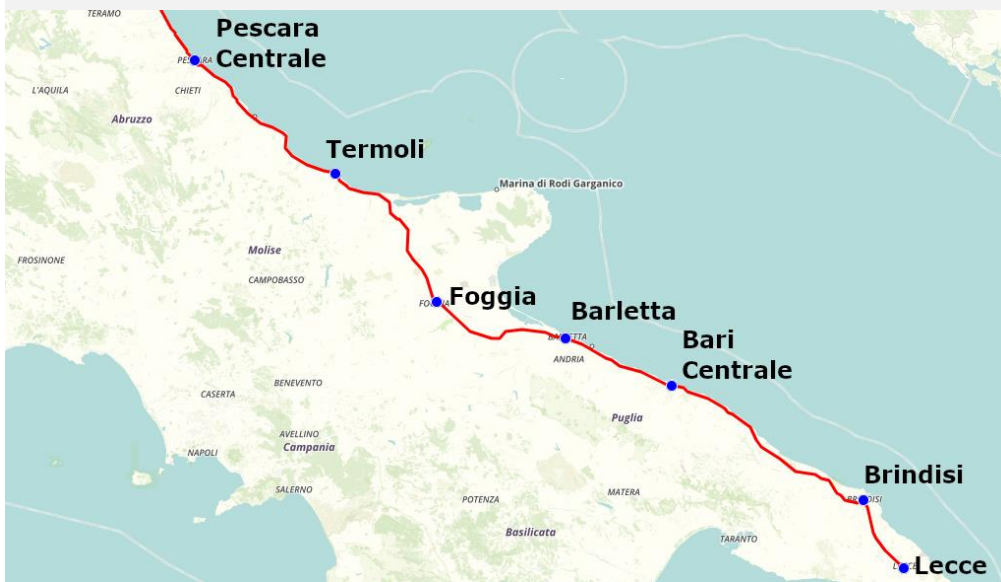 TERAMO
Pescara
Centrale
L'AQUILA
CHIETI
Abruzzo
Termoli
Marina di Rodi Garganico
Molise
FROSINONE
CAMPOBASSO
Foggia
Barletta
ANDRIA
Bari
Centrale
BENEVENTO
CASERTA
Puglia
AVELLINO
Campania
NAPOLI
Brindisi
SALERNO
POTENZA
MATERA
Basilicata
TARANTO
Lecce